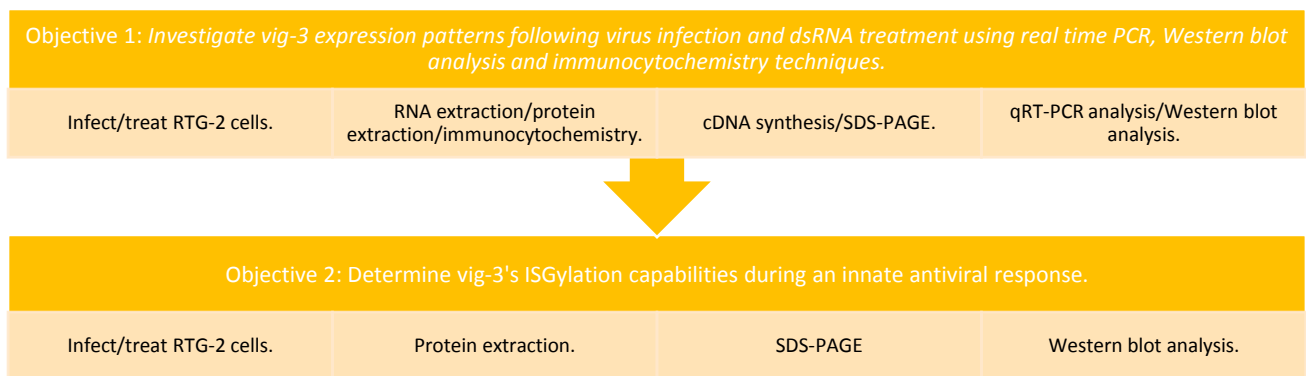 Objective 1: Investigate vig-3 expression patterns following virus infection and dsRNA treatment using real time PCR, Western blot
analysis and immunocytochemistry techniques.
Infect/treat RTG-2 cells.
RNA extraction/protein
extraction/immunocytochemistry.
cDNA synthesis/SDS-PAGE.
qRT-PCR analysis/Western blot
analysis.
Objective 2: Determine vig-3's ISGylation capabilities during an innate antiviral response.
Infect/treat RTG-2 cells.
Protein extraction.
SDS-PAGE
Western blot analysis.